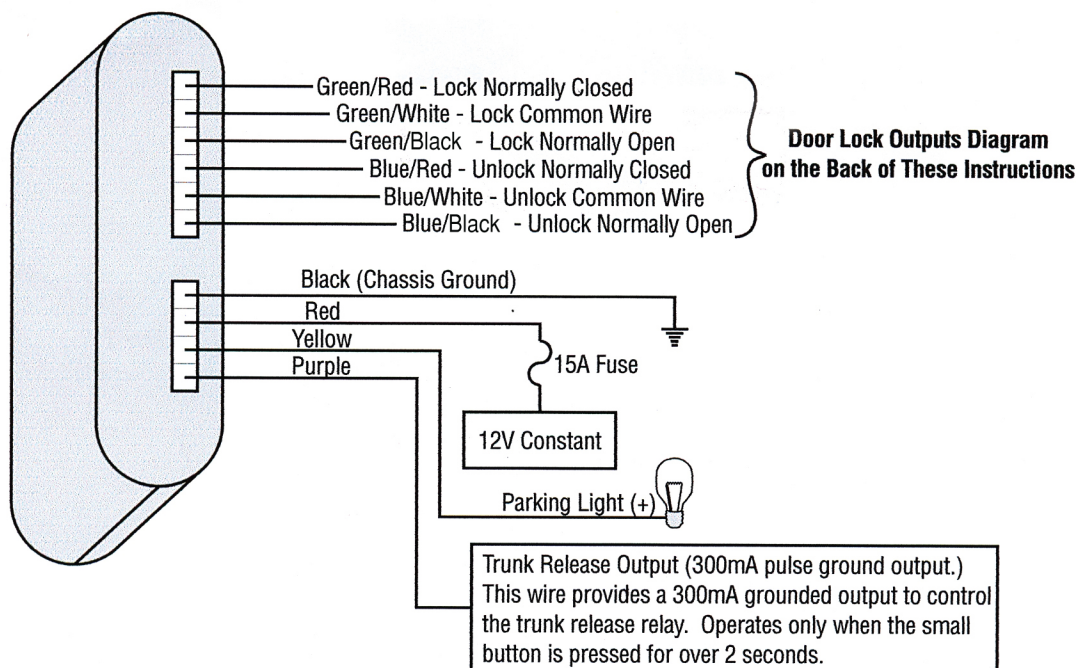 Green/Red - Lock Normally Closed
Green/White - Lock Common Wire
Green/Black - Lock Normally Open
Blue/Red - Unlock Normally Closed
Blue/White - Unlock Common Wire
Blue/Black - Unlock Normally Open
Door Lock Outputs Diagram
on the Back of These Instructions
Black (Chassis Ground)
Red
Yellow
Purple
15A Fuse
12V Constant
Parking Light (+)
Trunk Release Output (300mA pulse ground output.)
This wire provides a 300mA grounded output to control
the trunk release relay. Operates only when the small
button is pressed for over 2 seconds.